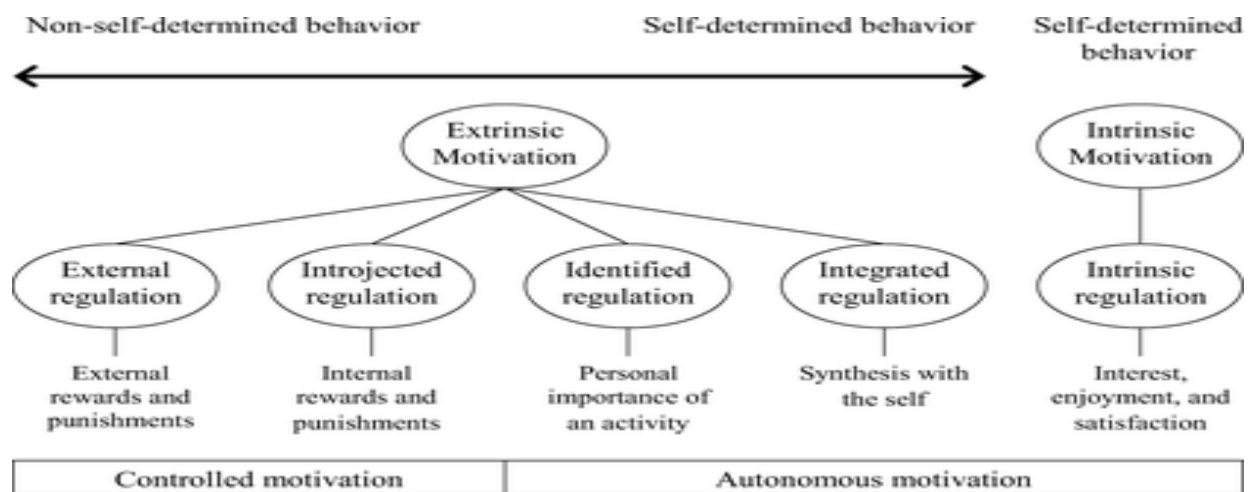 Non-self-determined behavior
Self-determined behavior
Self-determined
behavior
Extrinsic
Motivation
Intrinsic
Motivation
External
regulation
Introjected
regulation
Identified
regulation
Integrated
regulation
Intrinsic
regulation
External
rewards and
punishments
Internal
rewards and
punishments
Personal
importance of
an activity
Synthesis with
the self
Interest,
enjoyment, and
satisfaction
Controlled motivation
Autonomous motivation